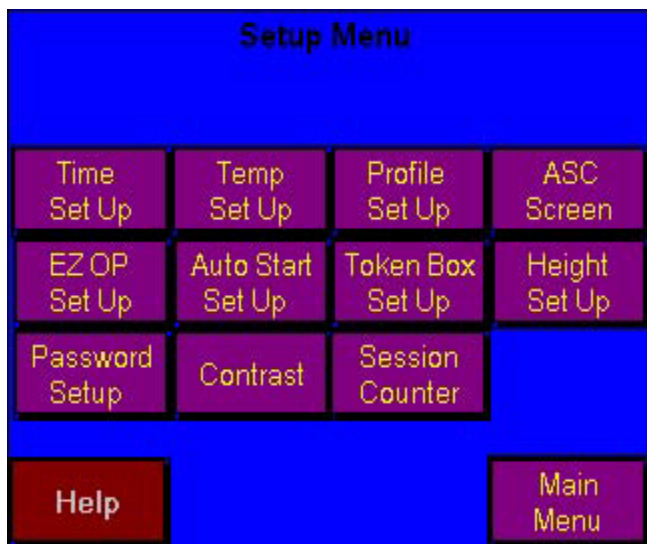 Setup Menu
Time
Set Up
Temp
Set Up
Profile
Set Up
ASC
Screen
EZ OP
Set Up
Auto Start
Set Up
Token Box
Set Up
Height
Set Up
Password
Setup
Contrast
Session
Counter
Help
Main
Menu